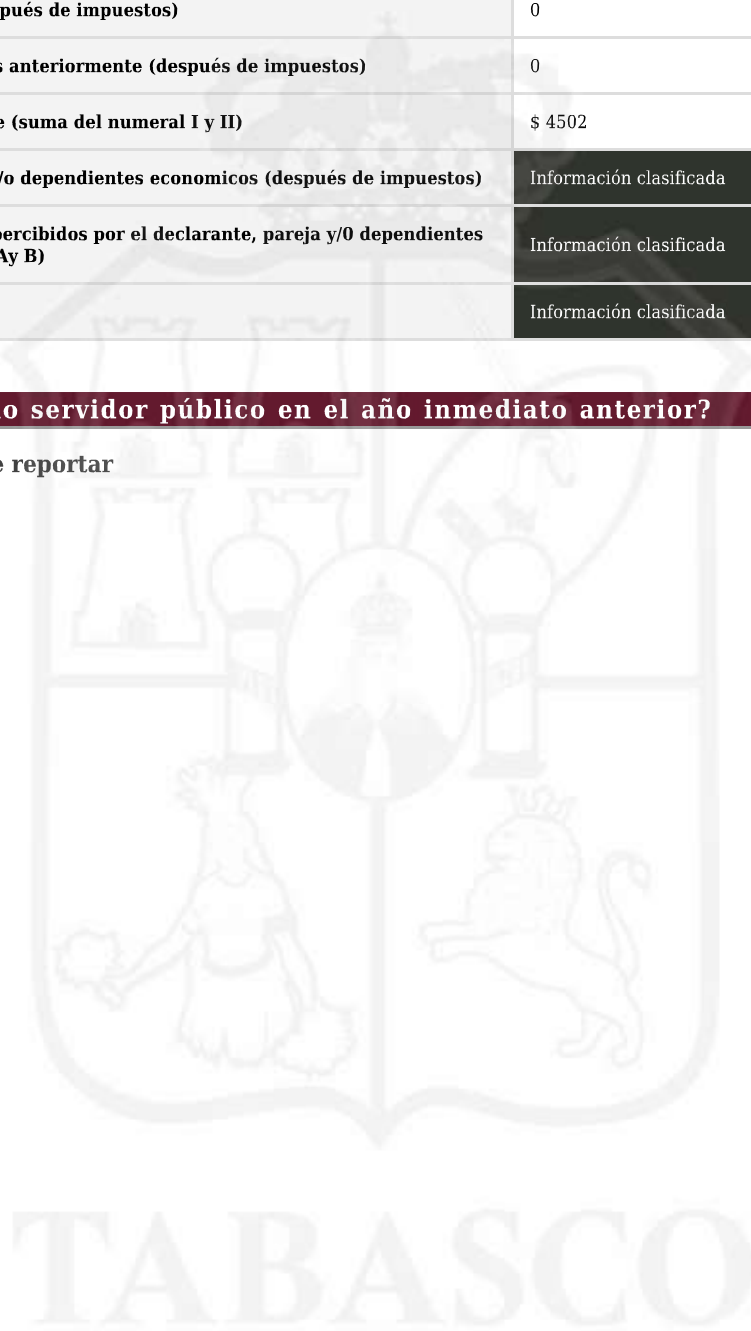 pués de impuestos) 0
s anteriormente (después de impuestos) 0
e (suma del numeral I y II) $ 4502
/o dependientes economicos (después de impuestos) Información clasificada
percibidos por el declarante, pareja y/0 dependientes
Ay B) Información clasificada
Información clasificada
o servidor público en el año inmediato anterior?
e reportar
TABASCO